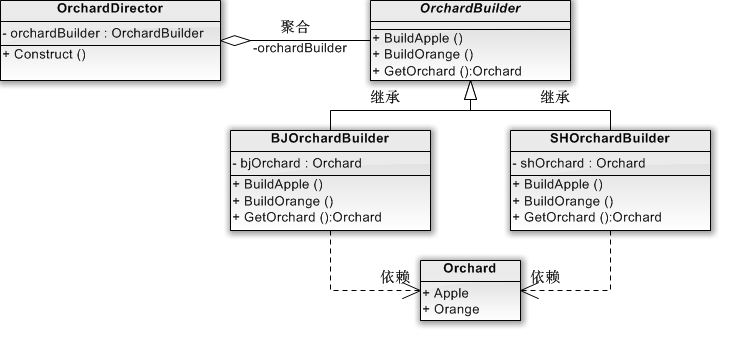 OrchardDirector
- orchardBuilder : OrchardBuilder
+ Construct ()
聚合
-orchardBuilder
OrchardBuilder
+ BuildApple ()
+ BuildOrange ()
+ GetOrchard ():Orchard
继承
继承
BJOrchardBuilder
- bjOrchard : Orchard
+ BuildApple ()
+ BuildOrange ()
+ GetOrchard ():Orchard
SHOrchardBuilder
- shOrchard : Orchard
+ BuildApple ()
+ BuildOrange ()
+ GetOrchard ():Orchard
依赖
依赖
Orchard
+ Apple
+ Orange